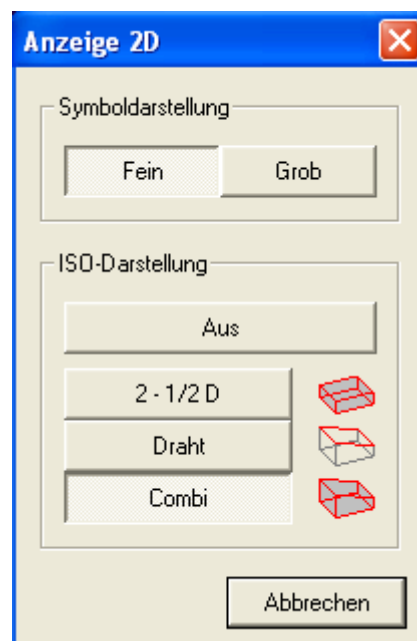 Anzeige 2D
Symboldarstellung
Fein Grob
ISO-Darstellung
Aus
2 - 1/2 D
Draht
Combi
Abbrechen